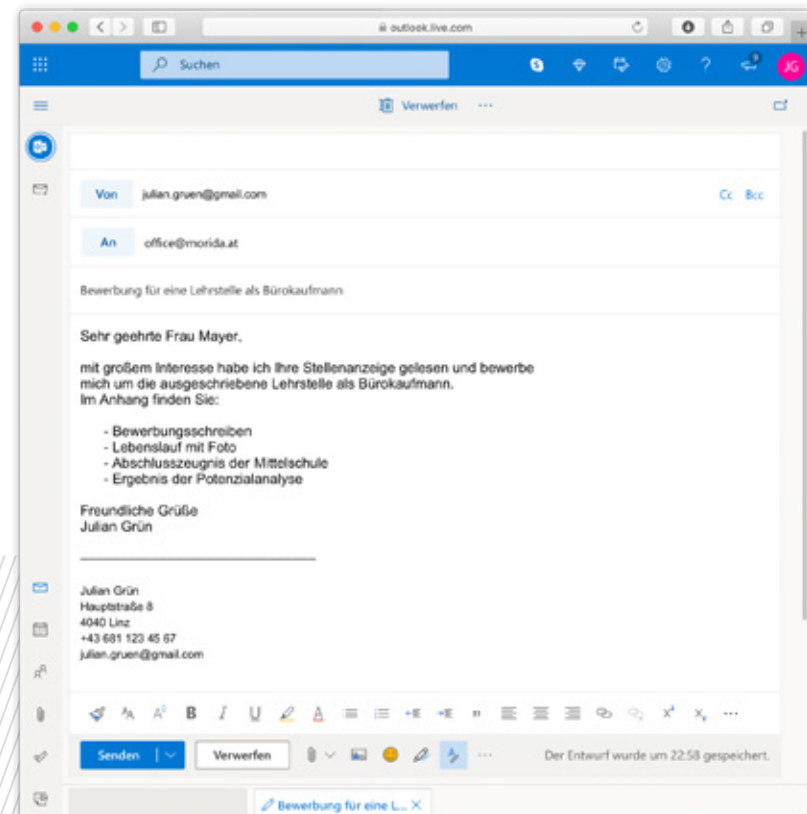 outlook.live.com
Suchen
JG
Verwerfen
Von julian.gruen@gmail.com Cc Bcc
An office@morida.at
Bewerbung für eine Lehrstelle als Bürokaufmann
Sehr geehrte Frau Mayer,
mit großem Interesse habe ich Ihre Stellenanzeige gelesen und bewerbe
mich um die ausgeschriebene Lehrstelle als Bürokaufmann.
Im Anhang finden Sie:
- Bewerbungsschreiben
- Lebenslauf mit Foto
- Abschlusszeugnis der Mittelschule
- Ergebnis der Potenzialanalyse
Freundliche Grüße
Julian Grün
Julian Grün
Hauptstraße 8
4040 Linz
+43 681 123 45 67
julian.gruen@gmail.com
Senden Verwerfen Der Entwurf wurde um 22:58 gespeichert.
Bewerbung für eine L...